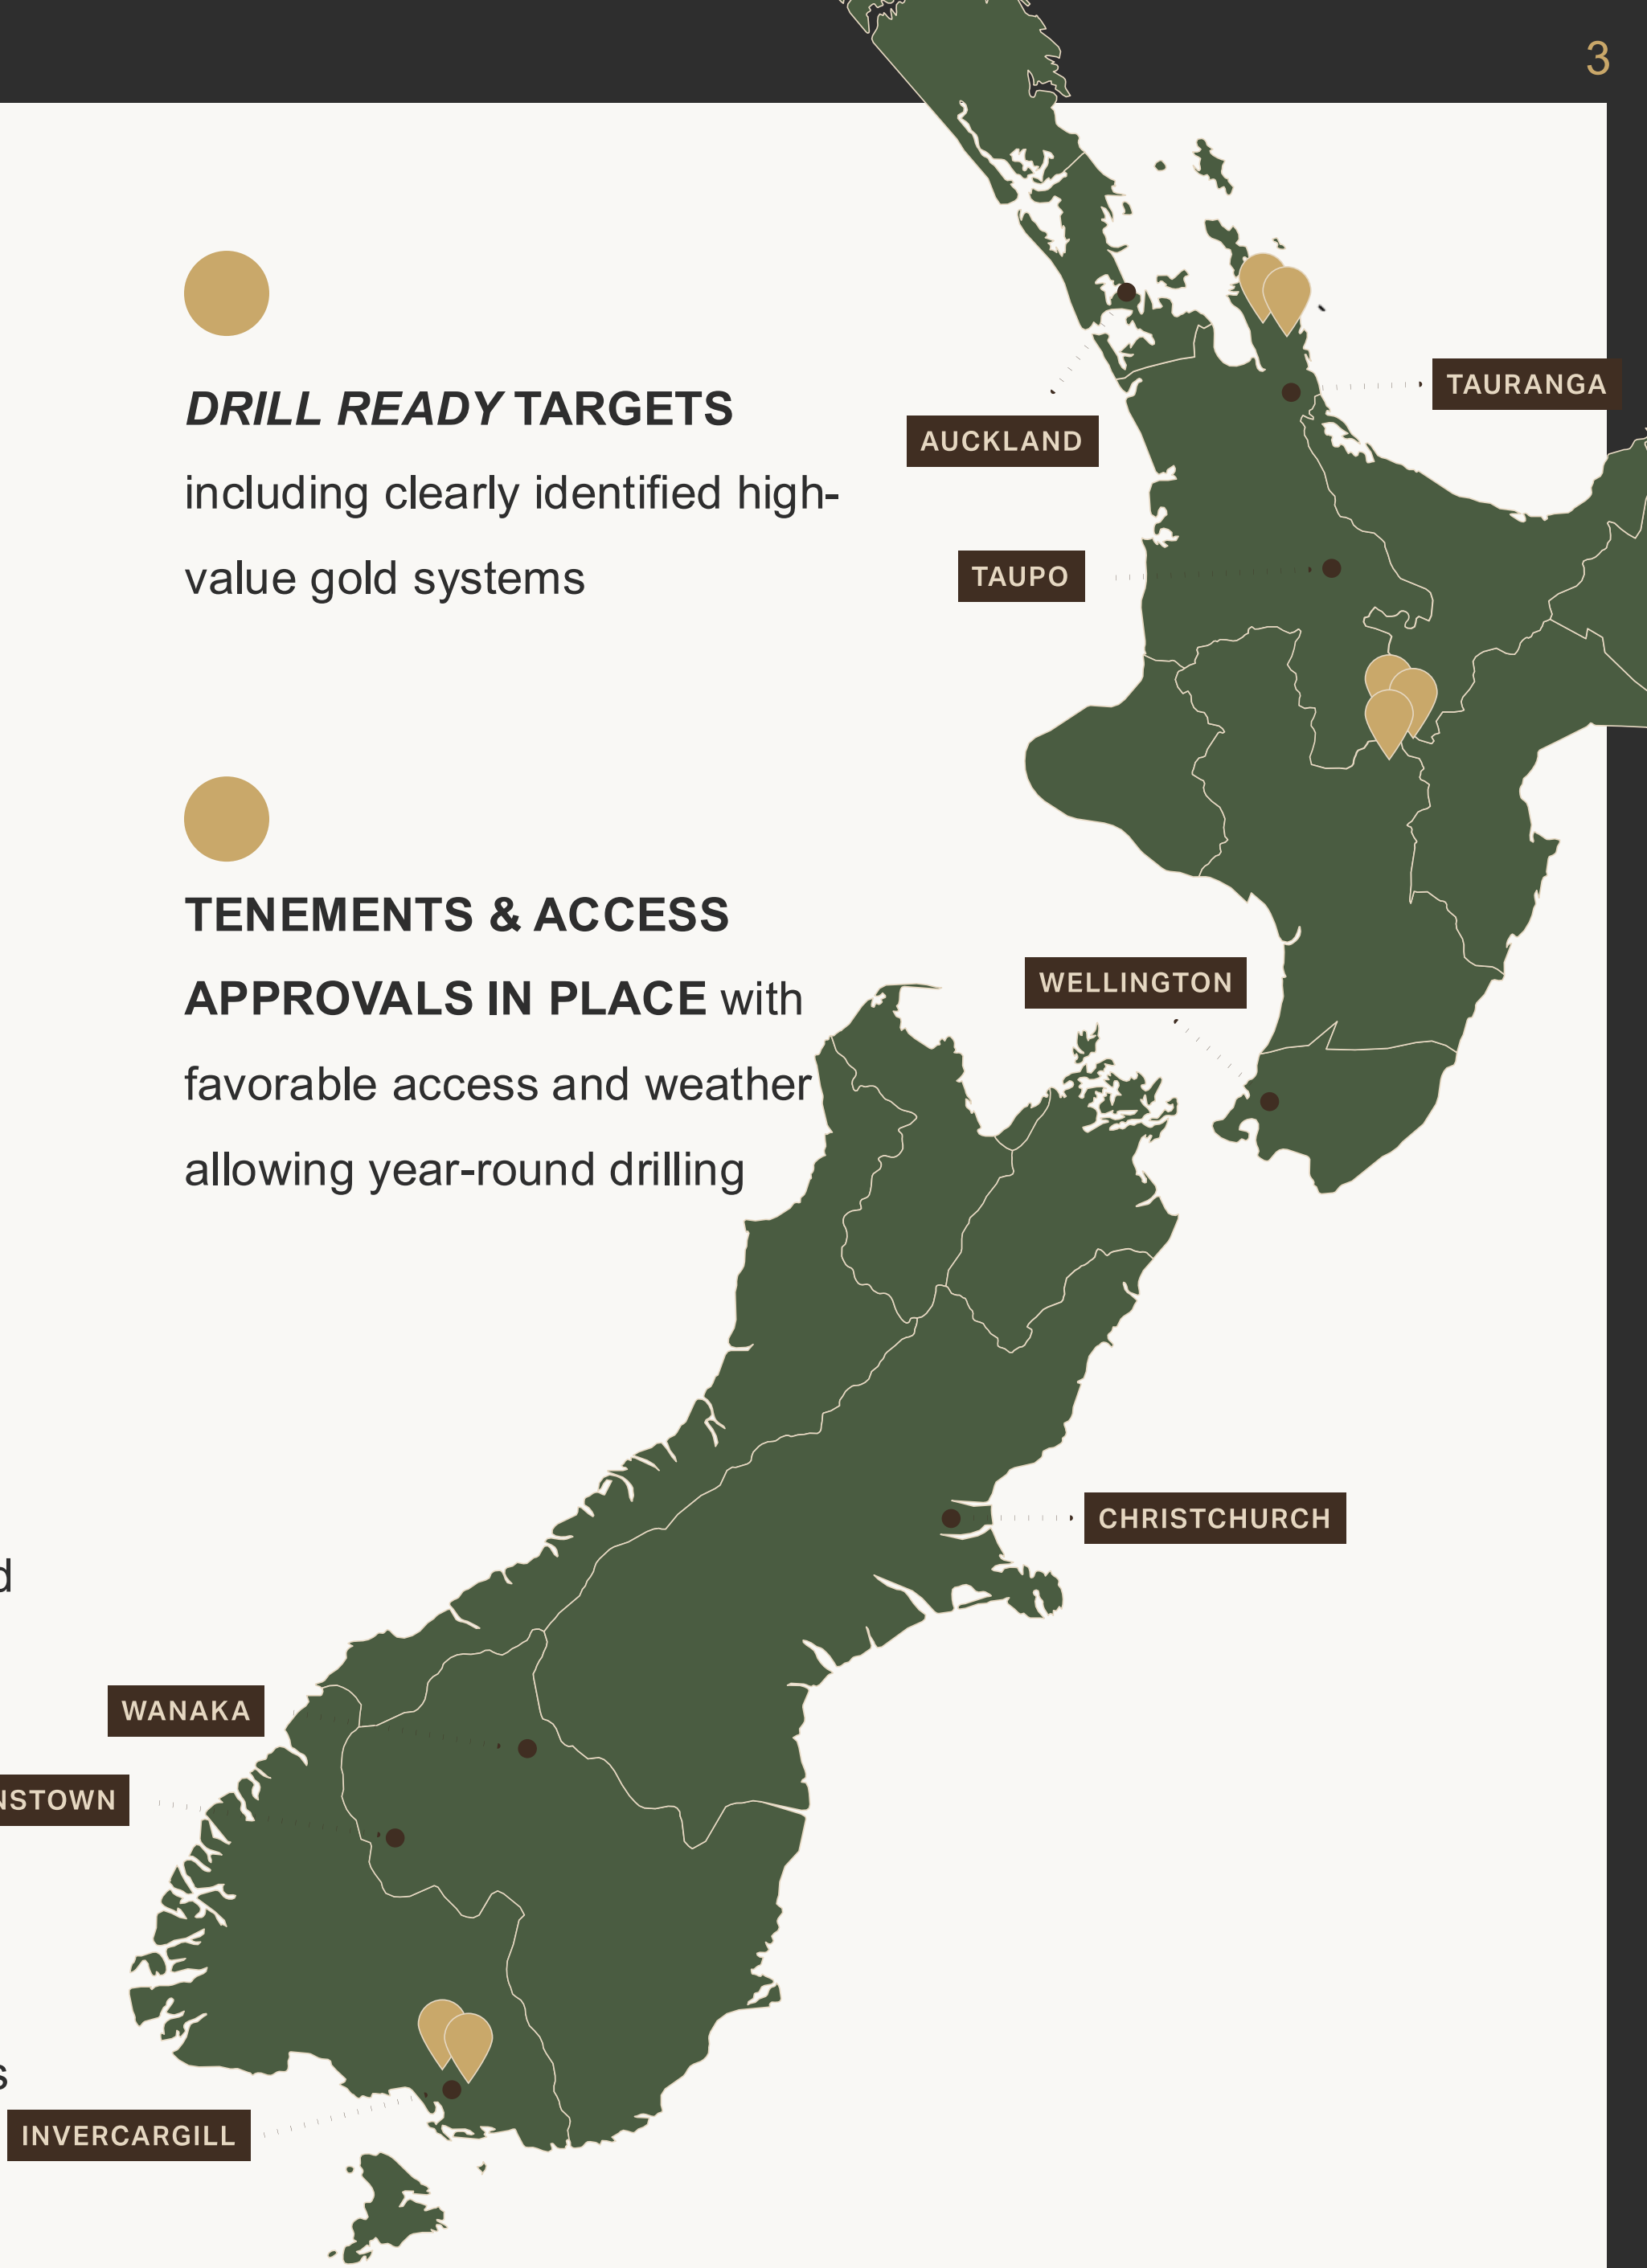 3
DRILL READY TARGETS
including clearly identified high-
value gold systems
TENEMENTS & ACCESS
APPROVALS IN PLACE with
favorable access and weather
allowing year-round drilling
TAURANGA
AUCKLAND
TAUPO
WELLINGTON
CHRISTCHURCH
d
WANAKA
NSTOWN
s
INVERCARGILL